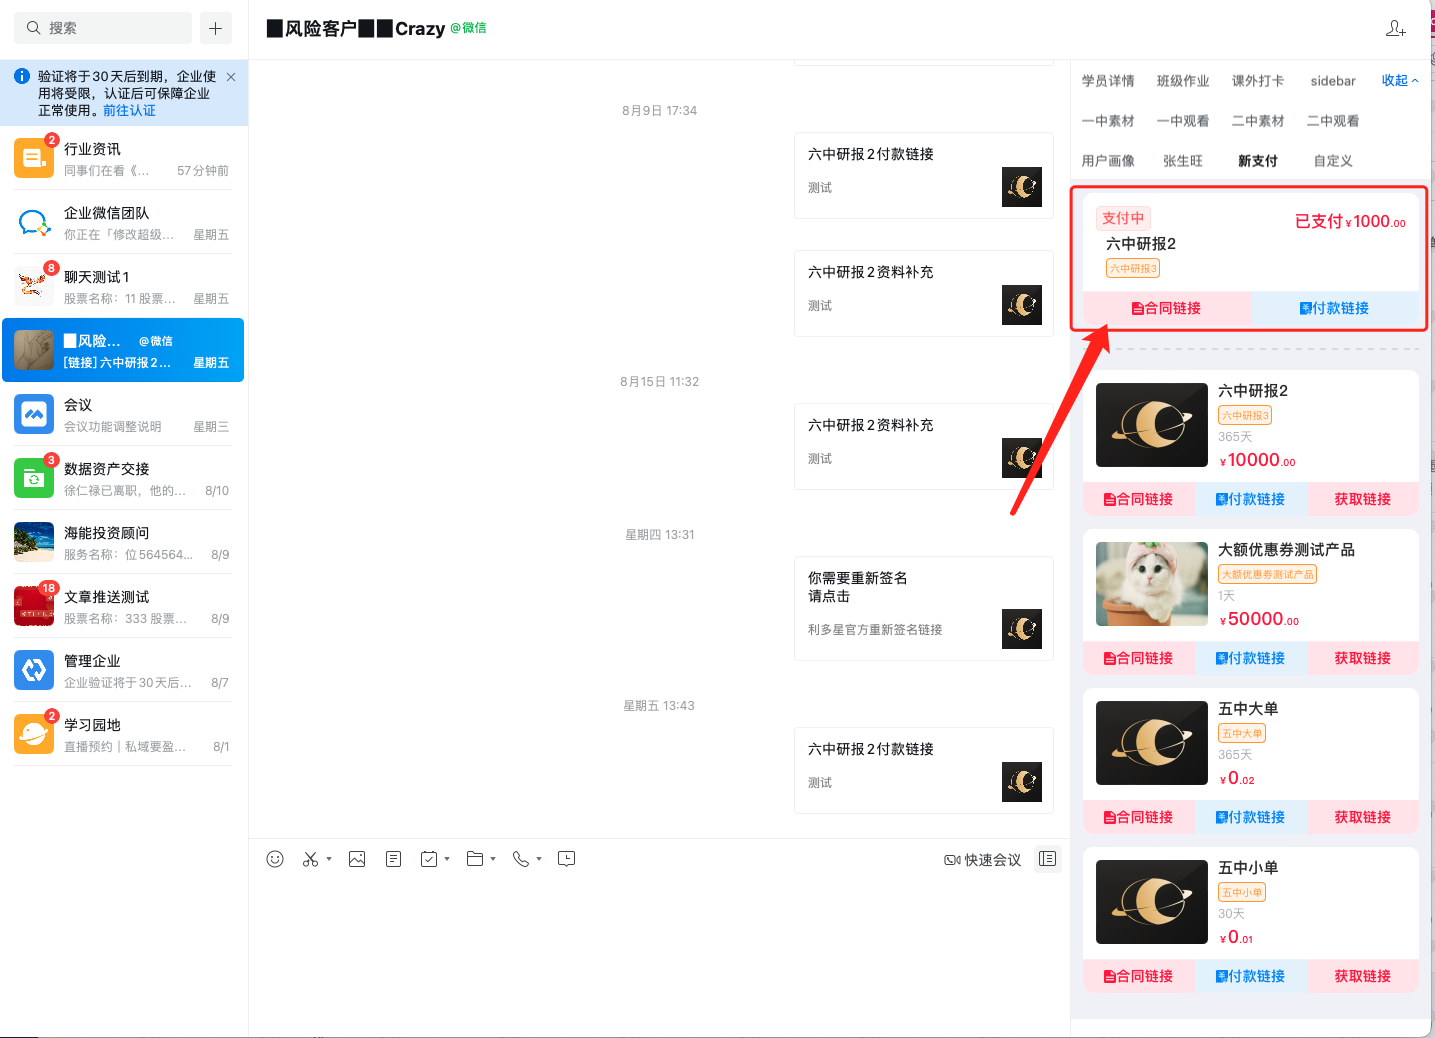 搜索
验证将于30天后到期，企业使
用将受限，认证后可保障企业
正常使用。前往认证
2
行业资讯
同事们在看《...
57分钟前
企业微信团队
你正在「修改超级...
星期五
8
聊天测试1
股票名称：11 股票...
星期五
█风险... @微信
[链接] 六中研报2...
星期五
会议
会议功能调整说明
星期三
3
数据资产交接
徐仁禄已离职，他的...
8/10
海能投资顾问
服务名称：位564564...
8/9
18
文章推送测试
股票名称：333 股票...
8/9
管理企业
企业验证将于30天后...
8/7
2
学习园地
直播预约｜私域要盈...
8/1
█风险客户██Crazy @微信
8月9日 17:34
六中研报2付款链接
测试
六中研报2资料补充
测试
8月15日 11:32
六中研报2资料补充
测试
星期四 13:31
你需要重新签名
请点击
利多星官方重新签名链接
星期五 13:43
六中研报2付款链接
测试
快速会议
学员详情 班级作业 课外打卡 sidebar 收起
一中素材 一中观看 二中素材 二中观看
用户画像 张生旺 新支付 自定义
支付中
已支付¥1000.00
六中研报2
六中研报3
合同链接 付款链接
六中研报2
六中研报3
365天
¥10000.00
合同链接 付款链接 获取链接
大额优惠券测试产品
大额优惠券测试产品
1天
¥50000.00
合同链接 付款链接 获取链接
五中大单
五中大单
365天
¥0.02
合同链接 付款链接 获取链接
五中小单
五中小单
30天
¥0.01
合同链接 付款链接 获取链接